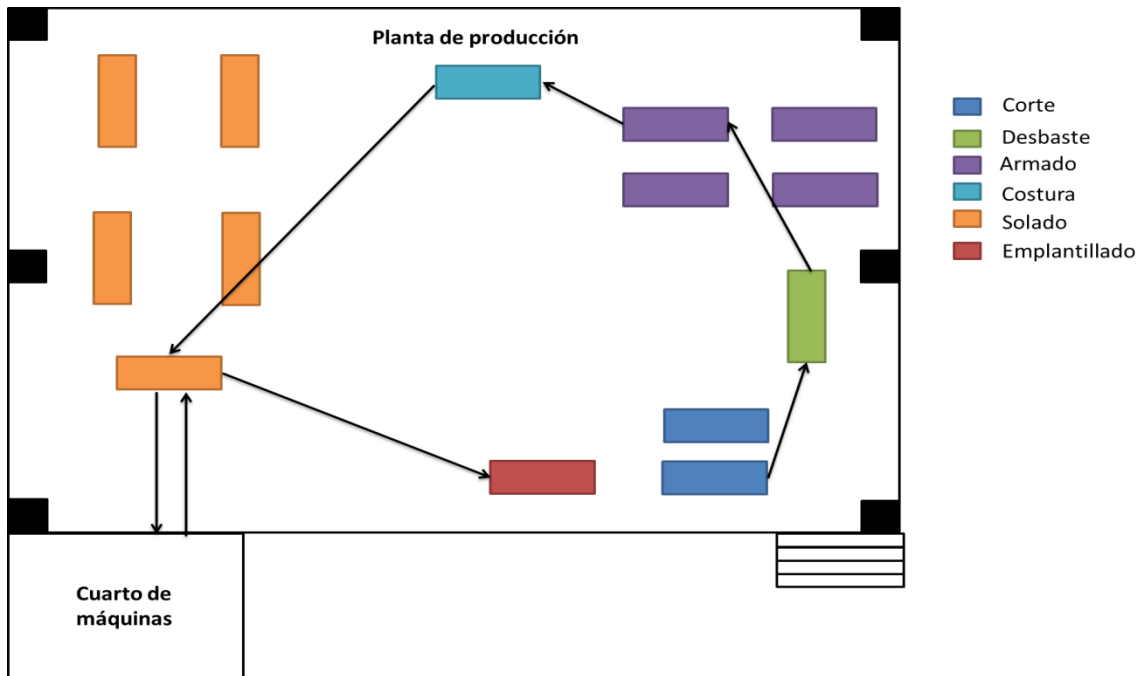 Planta de producción
Corte
Desbaste
Armado
Costura
Solado
Emplantillado
Cuarto de
máquinas